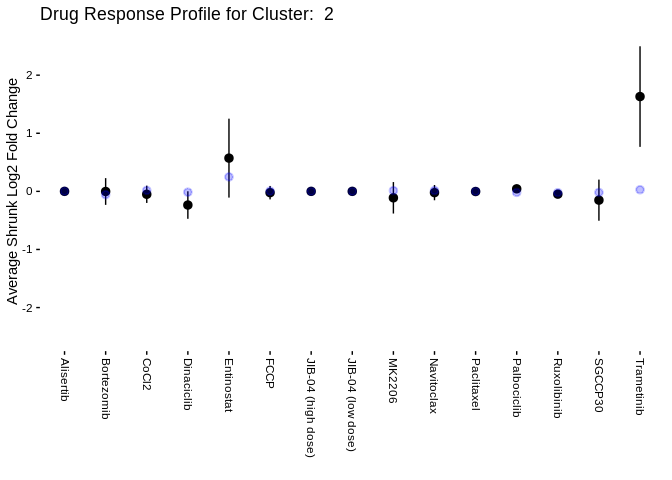 Drug Response Profile for Cluster:  2
Average Shrunk Log2 Fold Change
2
1
0
-1
-2
Alisertib
Bortezomib
CoCl2
Dinaciclib
Entinostat
FCCP
JIB-04 (high dose)
JIB-04 (low dose)
MK2206
Navitoclax
Paclitaxel
Palbociclib
Ruxolibinib
SGCCP30
Trametinib